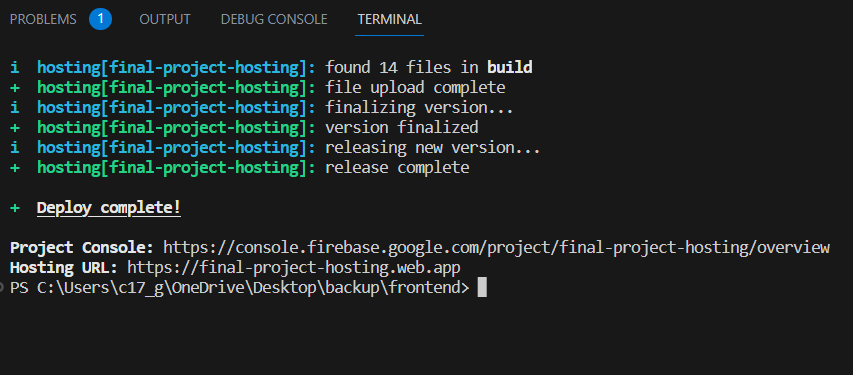 PROBLEMS 1 OUTPUT DEBUG CONSOLE TERMINAL
i hosting[final-project-hosting]: found 14 files in build
+ hosting[final-project-hosting]: file upload complete
i hosting[final-project-hosting]: finalizing version...
+ hosting[final-project-hosting]: version finalized
i hosting[final-project-hosting]: releasing new version...
+ hosting[final-project-hosting]: release complete
+ Deploy complete!
Project Console: https://console.firebase.google.com/project/final-project-hosting/overview
Hosting URL: https://final-project-hosting.web.app
PS C:\Users\c17_g\OneDrive\Desktop\backup\frontend>